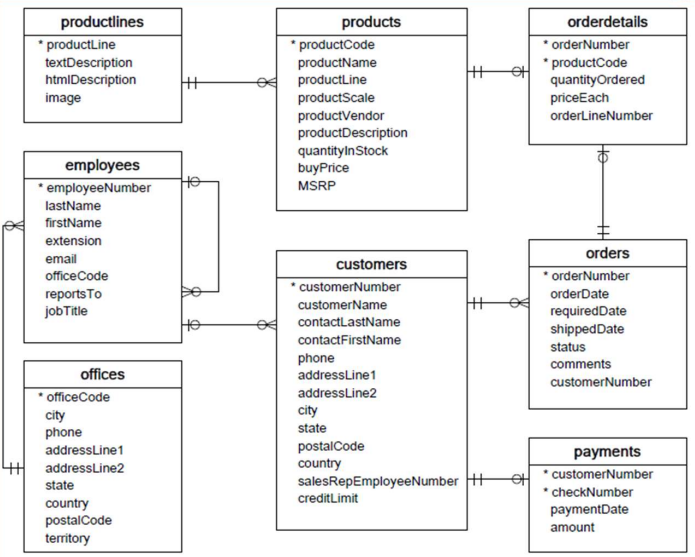 productlines
* productLine
textDescription
htmlDescription
image
products
* productCode
productName
productLine
productScale
productVendor
productDescription
quantityInStock
buyPrice
MSRP
orderdetails
* orderNumber
* productCode
quantityOrdered
priceEach
orderLineNumber
employees
* employeeNumber
lastName
firstName
extension
email
officeCode
reportsTo
jobTitle
customers
* customerNumber
customerName
contactLastName
contactFirstName
phone
addressLine1
addressLine2
city
state
postalCode
country
salesRepEmployeeNumber
creditLimit
orders
* orderNumber
orderDate
requiredDate
shippedDate
status
comments
customerNumber
offices
* officeCode
city
phone
addressLine1
addressLine2
state
country
postalCode
territory
payments
* customerNumber
* checkNumber
paymentDate
amount